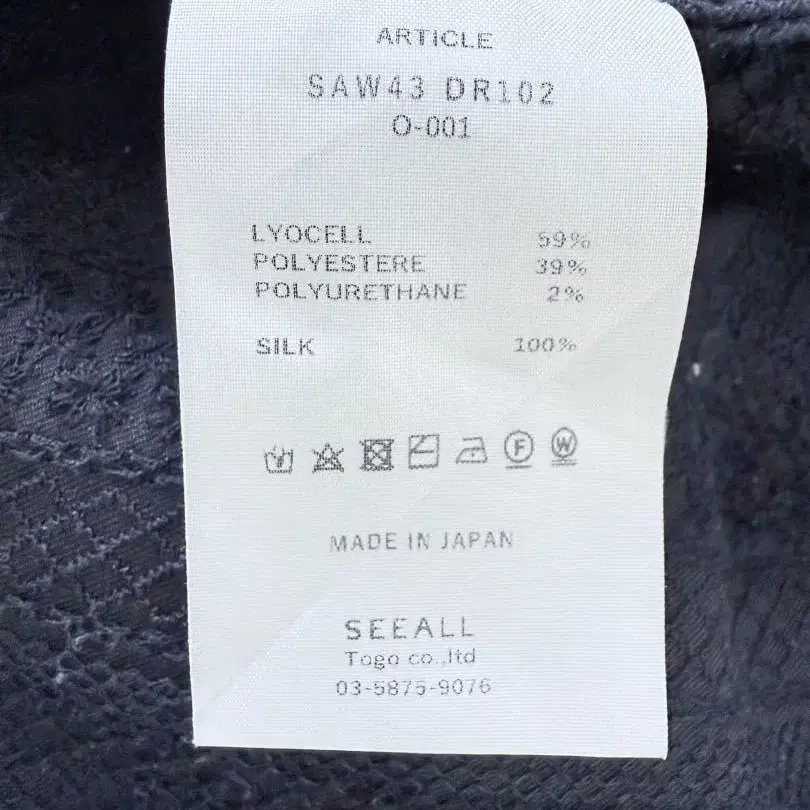 ARTICLE
SAW43 DR102
O-001
LYOCELL 59%
POLYESTERE 39%
POLYURETHANE 2%
SILK 100%
F W
MADE IN JAPAN
SEEALL
Togo co.,ltd
03-5875-9076